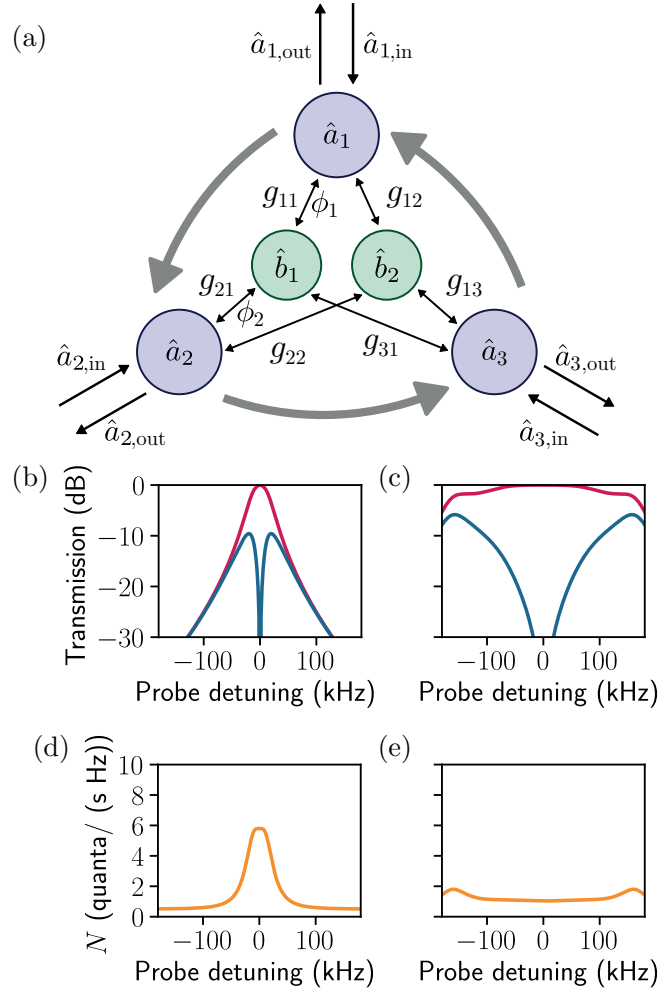 (a)
â₁,out
â₁,in
â₁
g₁₁
ϕ₁
g₁₂
b̂₁
b̂₂
g₂₁
ϕ₂
g₁₃
â₂,in
â₂
g₂₂
g₃₁
â₃
â₃,out
â₂,out
â₃,in
(b)
(c)
Transmission (dB)
0
−10
−20
−30
−100 0 100
Probe detuning (kHz)
−100 0 100
Probe detuning (kHz)
(d)
(e)
N (quanta/ (s Hz))
10
8
6
4
2
0
−100 0 100
Probe detuning (kHz)
−100 0 100
Probe detuning (kHz)